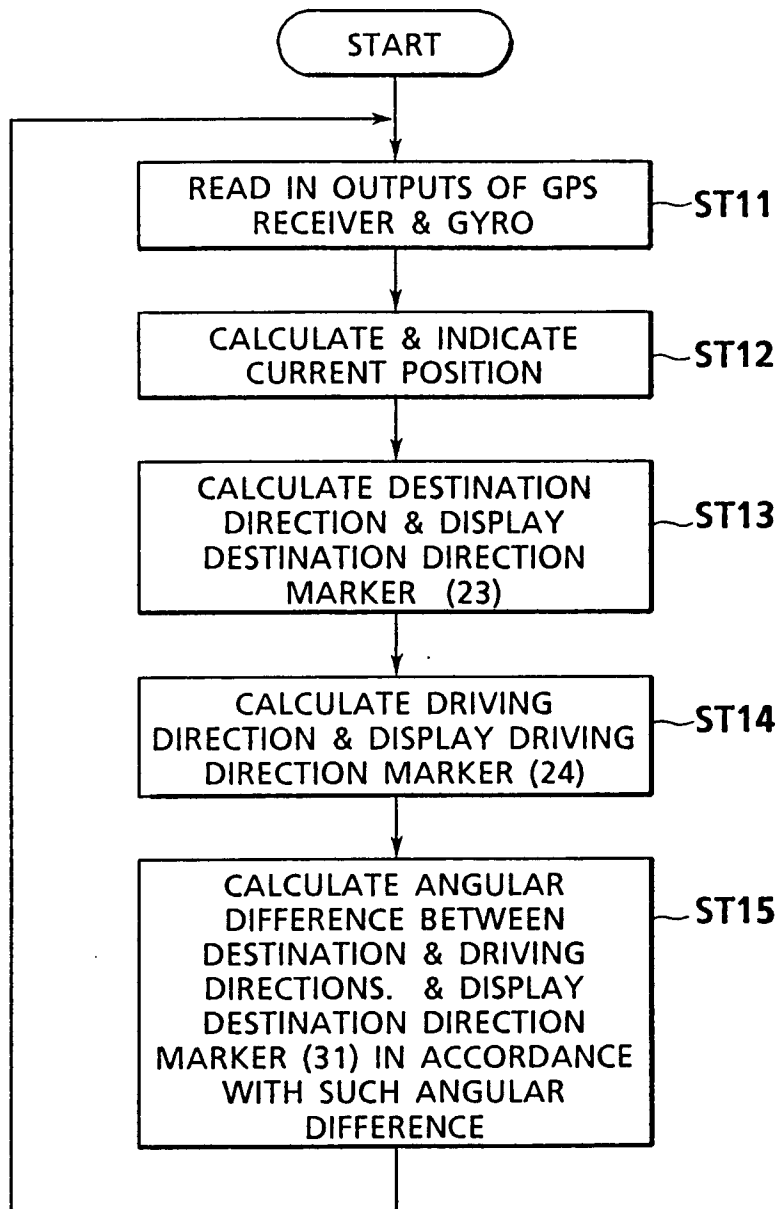 START
READ IN OUTPUTS OF GPS
RECEIVER & GYRO
ST11
CALCULATE & INDICATE
CURRENT POSITION
ST12
CALCULATE DESTINATION
DIRECTION & DISPLAY
DESTINATION DIRECTION
MARKER (23)
ST13
CALCULATE DRIVING
DIRECTION & DISPLAY DRIVING
DIRECTION MARKER (24)
ST14
CALCULATE ANGULAR
DIFFERENCE BETWEEN
DESTINATION & DRIVING
DIRECTIONS. & DISPLAY
DESTINATION DIRECTION
MARKER (31) IN ACCORDANCE
WITH SUCH ANGULAR
DIFFERENCE
ST15